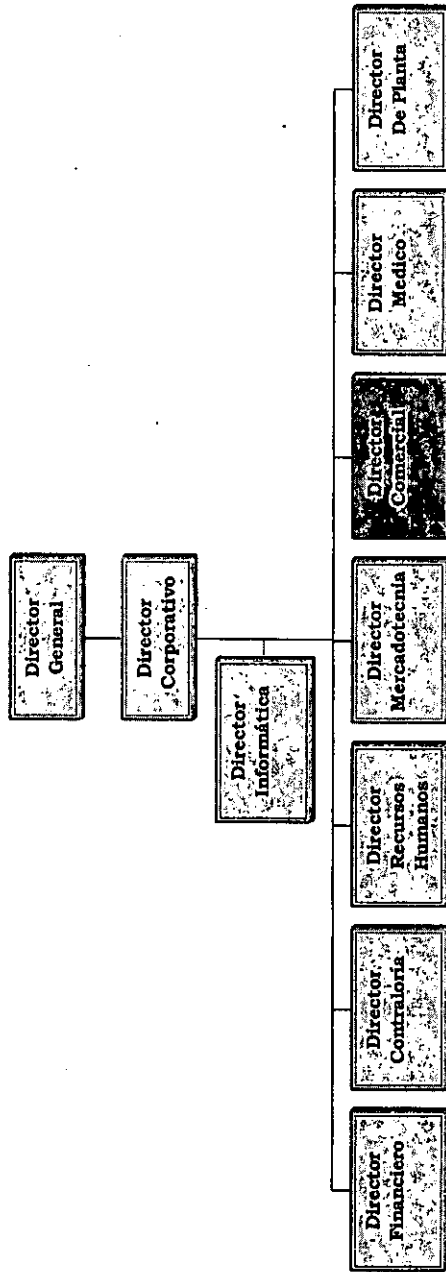 Director
General
Director
Corporativo
Director
Informática
Director
Financiero
Director
Contraloria
Director
Recursos
Humanos
Director
Mercadotecnia
Director
Comercial
Director
Medico
Director
De Planta